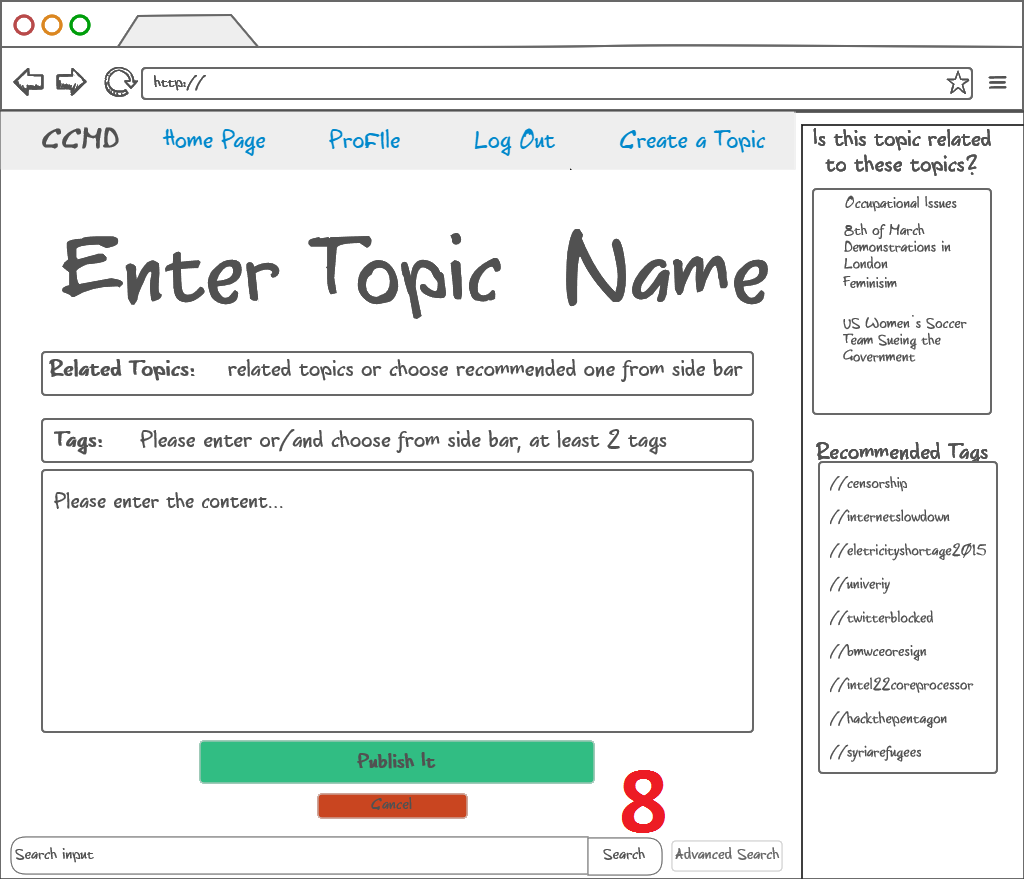 http://
CCMD Home Page ProFIle Log Out Create a Topic
Enter Topic Name
Related Topics: related topics or choose recommended one from side bar
Tags: Please enter or/and choose from side bar, at least 2 tags
Please enter the content...
Publish It
Cancel
8
Search input Search Advanced Search
Is this topic related
to these topics?
Occupational Issues
8th of March
Demonstrations in
London
Feminisim
US Women's Soccer
Team Sueing the
Government
Recommended Tags
//censorship
//internetslowdown
//eletricityshortage2015
//univeriy
//twitterblocked
//bmwceoresign
//intel22coreprocessor
//hackthepentagon
//syriarefugees